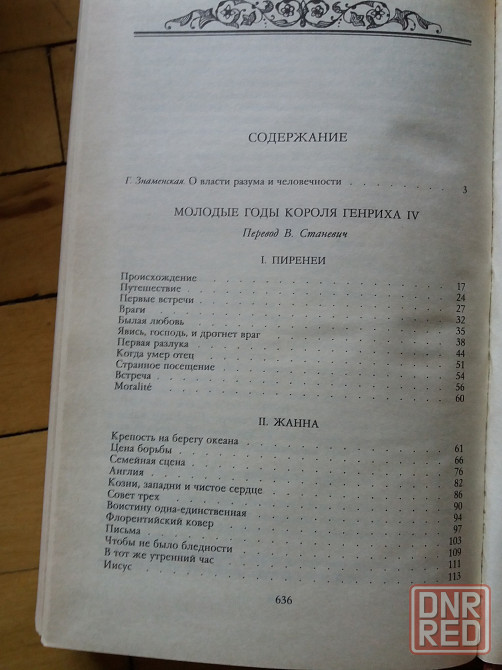 СОДЕРЖАНИЕ
Г. Знаменская. О власти разума и человечности . . . . . . . 3
МОЛОДЫЕ ГОДЫ КОРОЛЯ ГЕНРИХА IV
Перевод В. Станевич
I. ПИРЕНЕИ
Происхождение 17
Путешествие 24
Первые встречи 27
Враги 32
Былая любовь 35
Явись, господь, и дрогнет враг 38
Первая разлука 44
Когда умер отец 51
Странное посещение 54
Встреча 56
Moralité 60
II. ЖАННА
Крепость на берегу океана 61
Цена борьбы 66
Семейная сцена 76
Англия 82
Козни, западни и чистое сердце 86
Совет трех 90
Воистину одна-единственная 94
Флорентийский ковер 97
Письма 103
Чтобы не было бледности 109
В тот же утренний час 111
Иисус 113
636
DNR
RED